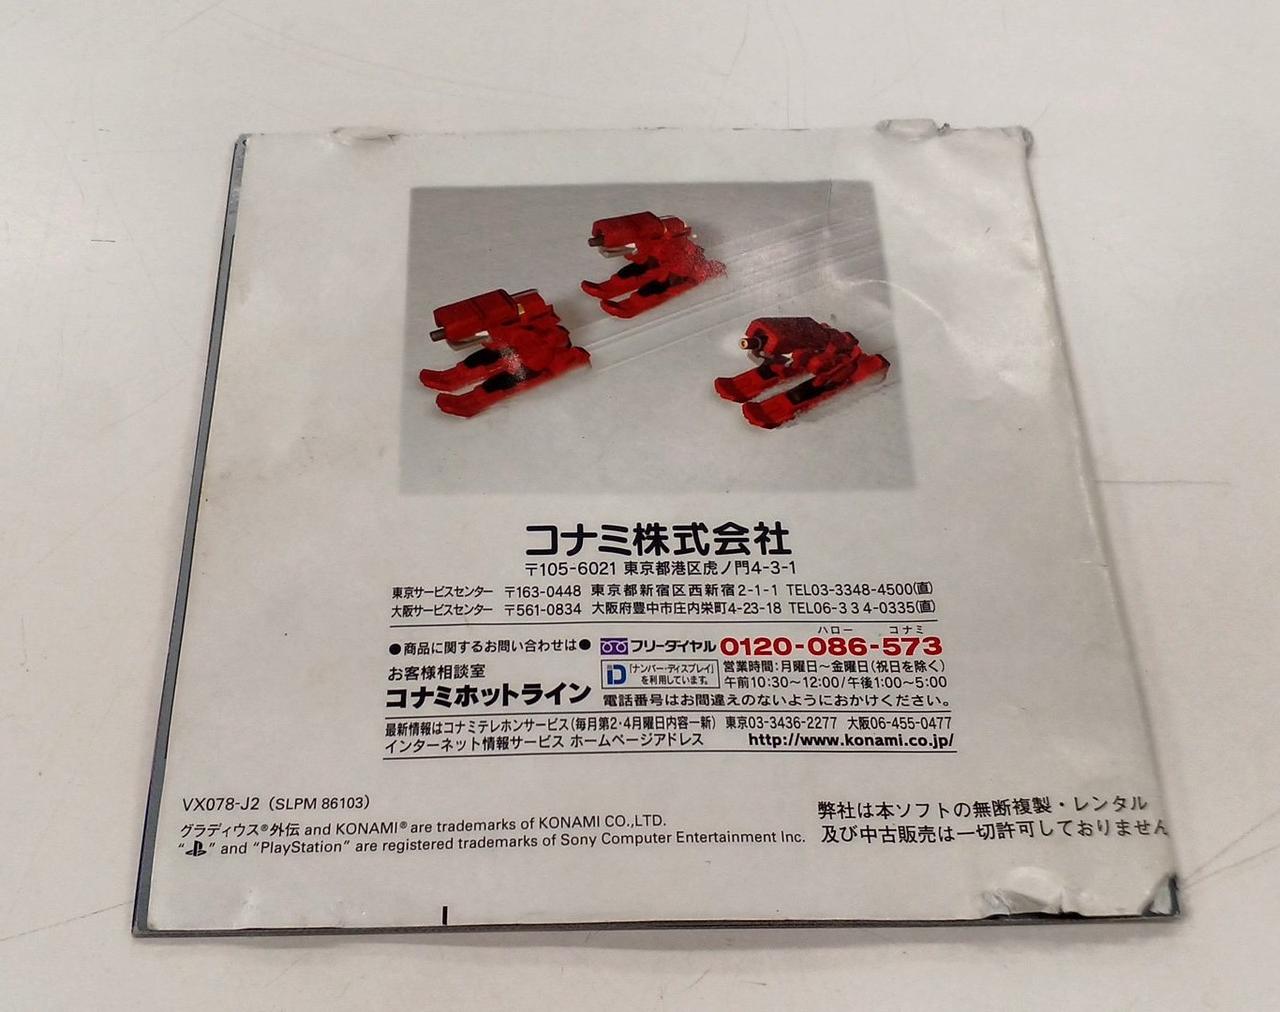 コナミ株式会社
〒105-6021 東京都港区虎ノ門4-3-1
東京サービスセンター 〒163-0448 東京都新宿区西新宿2-1-1 TEL03-3348-4500(直)
大阪サービスセンター 〒561-0834 大阪府豊中市庄内栄町4-23-18 TEL06-334-0335(直)
ハロー コナミ
●商品に関するお問い合わせは● フリーダイヤル 0120-086-573
お客様相談室
コナミホットライン
D 「ナンバー・ディスプレイ」を利用しています。
営業時間:月曜日〜金曜日(祝日を除く)
午前10:30〜12:00/午後1:00〜5:00
電話番号はお間違えのないようにおかけください。
最新情報はコナミテレホンサービス(毎月第2・4月曜日内容一新) 東京03-3436-2277 大阪06-455-0477
インターネット情報サービス ホームページアドレス http://www.konami.co.jp/
VX078-J2 (SLPM 86103)
グラディウス®外伝 and KONAMI® are trademarks of KONAMI CO.,LTD.
“PS” and “PlayStation” are registered trademarks of Sony Computer Entertainment Inc.
弊社は本ソフトの無断複製・レンタル
及び中古販売は一切許可しておりません